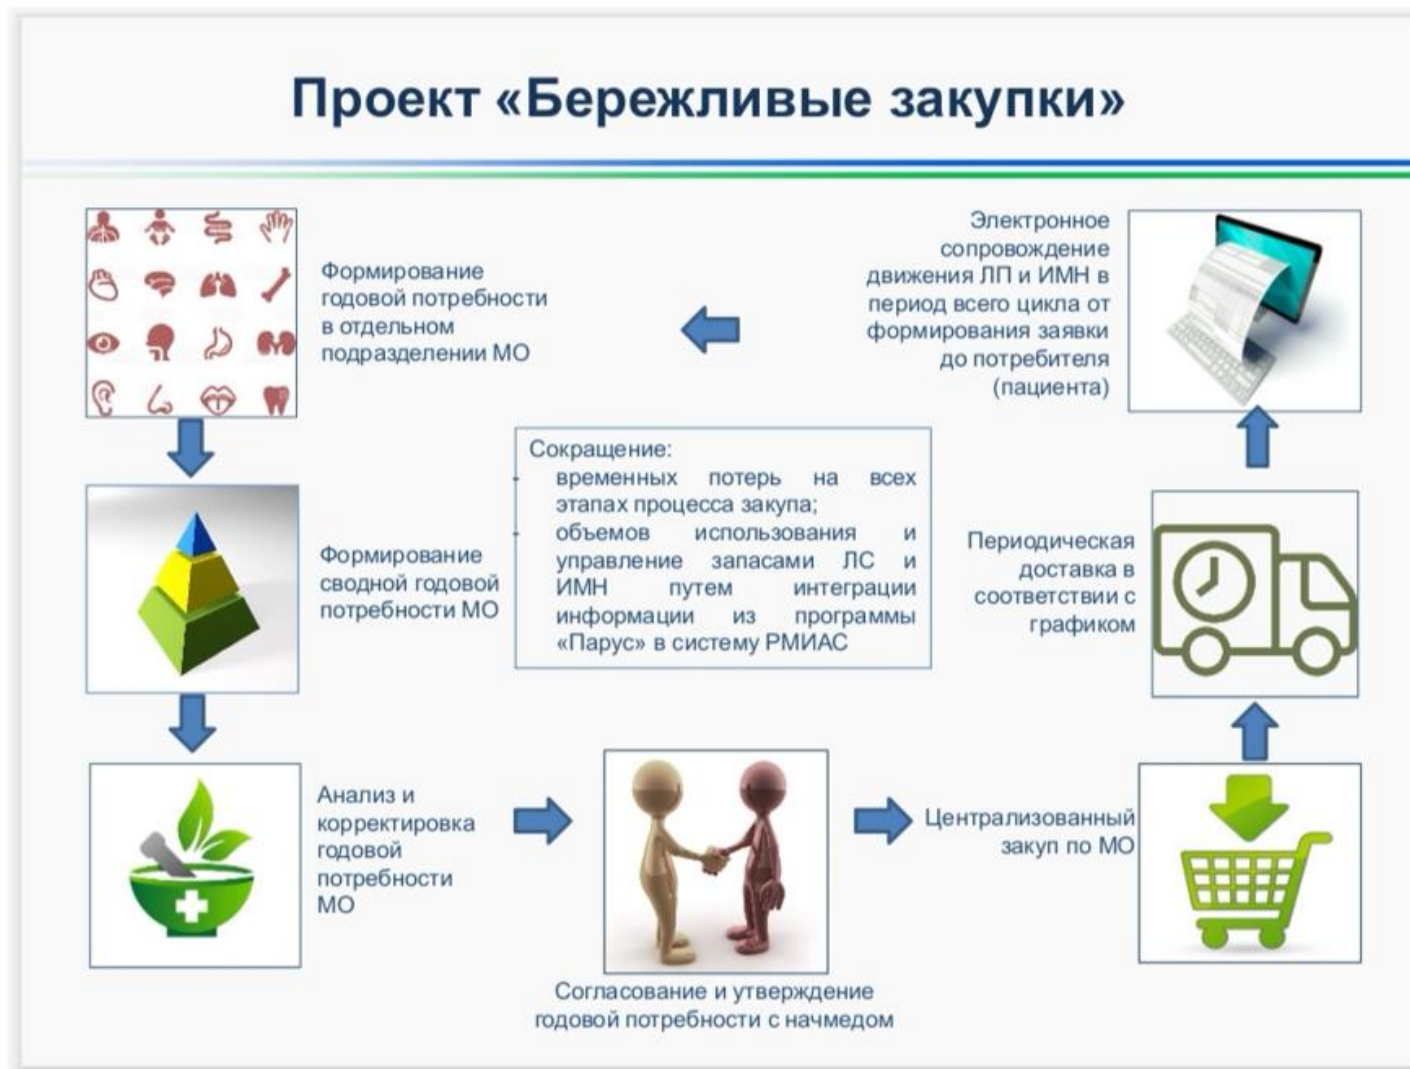 Проект «Бережливые закупки»
Формирование
годовой потребности
в отдельном
подразделении МО
Электронное
сопровождение
движения ЛП и ИМН в
период всего цикла от
формирования заявки
до потребителя
(пациента)
Сокращение:
- временных потерь на всех
этапах процесса закупа;
- объемов использования и
управление запасами ЛС и
ИМН путем интеграции
информации из программы
«Парус» в систему РМИАС
Формирование
сводной годовой
потребности МО
Периодическая
доставка в
соответствии с
графиком
Анализ и
корректировка
годовой
потребности
МО
Согласование и утверждение
годовой потребности с начмедом
Централизованный
закуп по МО